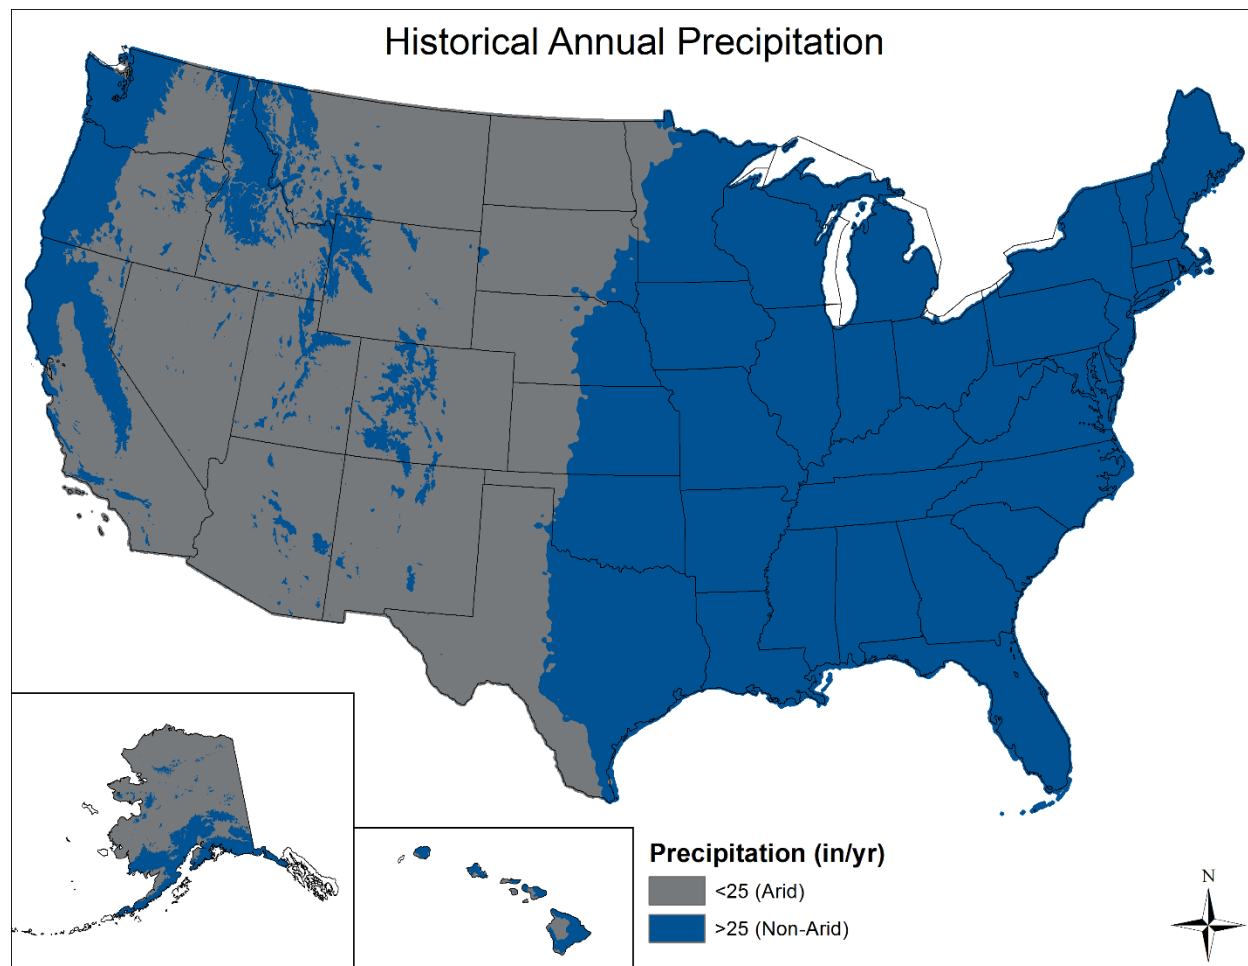 Historical Annual Precipitation
Precipitation (in/yr)
<25 (Arid)
>25 (Non-Arid)
N